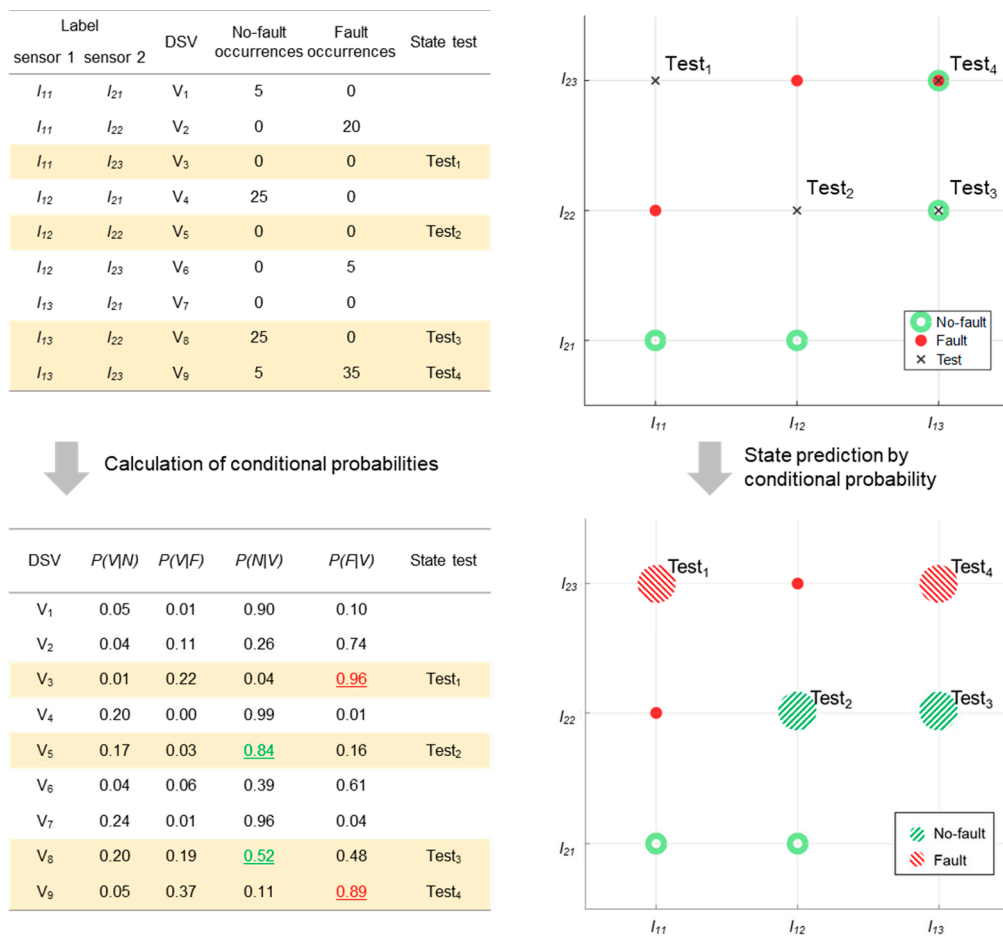 Label DSV No-fault occurrences Fault occurrences State test
sensor 1 sensor 2
I11 I21 V1 5 0
I11 I22 V2 0 20
I11 I23 V3 0 0 Test1
I12 I21 V4 25 0
I12 I22 V5 0 0 Test2
I12 I23 V6 0 5
I13 I21 V7 0 0
I13 I22 V8 25 0 Test3
I13 I23 V9 5 35 Test4
Test1 Test4
I23
Test2 Test3
I22
No-fault
Fault
Test
I21
I11 I12 I13
Calculation of conditional probabilities
State prediction by
conditional probability
DSV P(V|N) P(V|F) P(N|V) P(F|V) State test
V1 0.05 0.01 0.90 0.10
V2 0.04 0.11 0.26 0.74
V3 0.01 0.22 0.04 0.96 Test1
V4 0.20 0.00 0.99 0.01
V5 0.17 0.03 0.84 0.16 Test2
V6 0.04 0.06 0.39 0.61
V7 0.24 0.01 0.96 0.04
V8 0.20 0.19 0.52 0.48 Test3
V9 0.05 0.37 0.11 0.89 Test4
Test1 Test4
I23
Test2 Test3
I22
No-fault
Fault
I21
I11 I12 I13